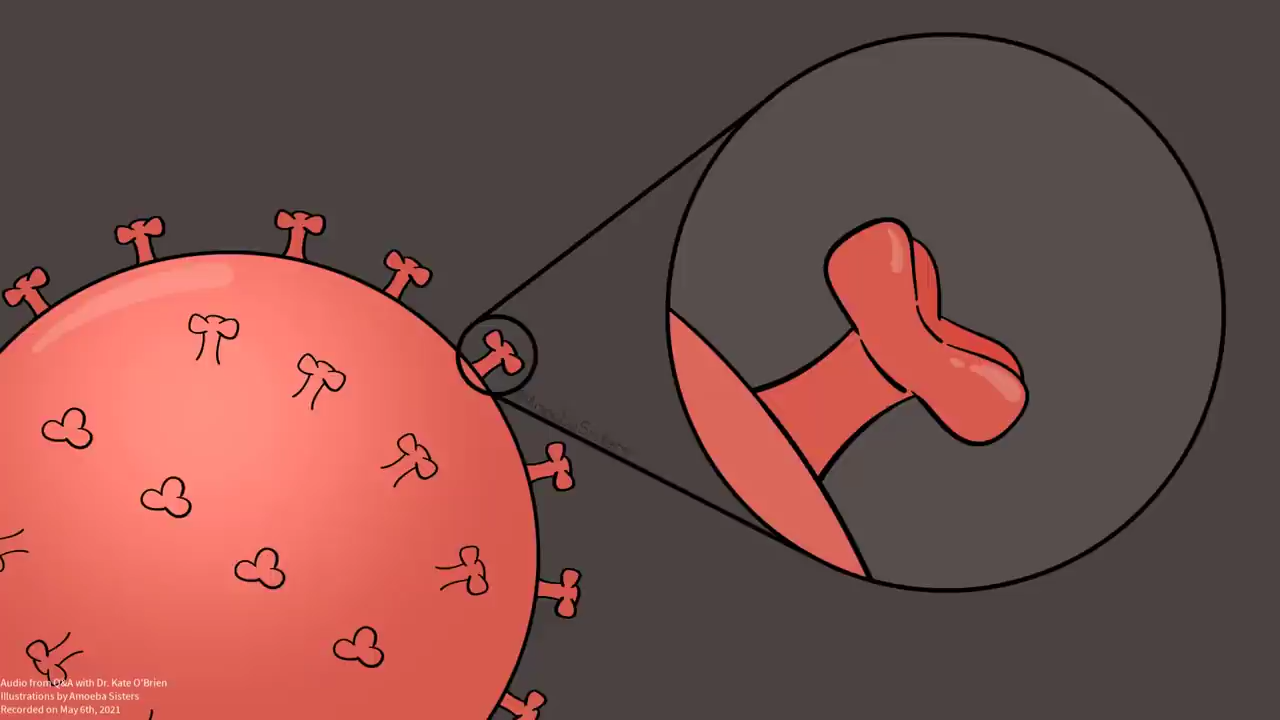 Audio from Q&A with Dr. Kate O'Brien
Illustrations by Amoeba Sisters
Recorded on May 6th, 2021